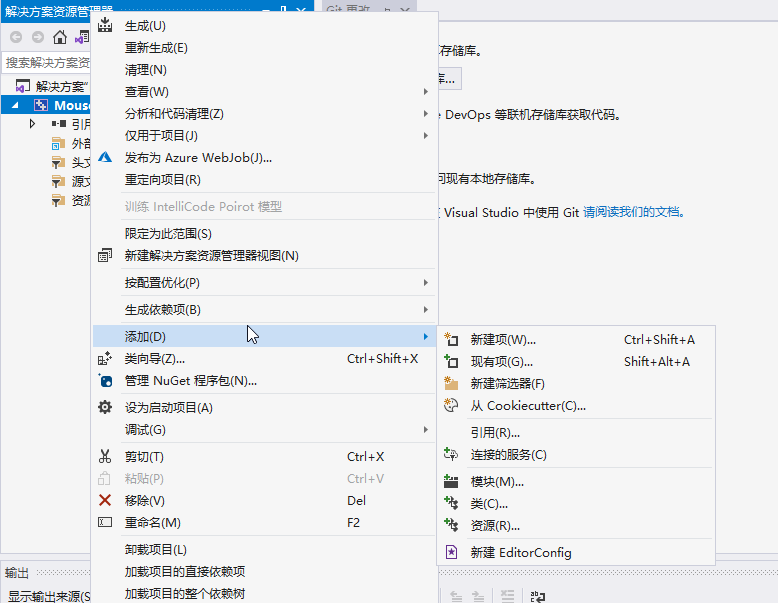 解决方案资源管理器
Git 更改
搜索解决方案资
解决方案"
Mouse
引用
外部
头文
源文
资源
生成(U)
重新生成(E)
清理(N)
查看(W)
分析和代码清理(Z)
仅用于项目(J)
发布为 Azure WebJob(J)...
重定向项目(R)
训练 IntelliCode Poirot 模型
限定为此范围(S)
新建解决方案资源管理器视图(N)
按配置优化(P)
生成依赖项(B)
添加(D)
类向导(Z)... Ctrl+Shift+X
管理 NuGet 程序包(N)...
设为启动项目(A)
调试(G)
剪切(T) Ctrl+X
粘贴(P) Ctrl+V
移除(V) Del
重命名(M) F2
卸载项目(L)
加载项目的直接依赖项
加载项目的整个依赖树
存储库。
库...
DevOps 等联机存储库获取代码。
问现有本地存储库。
Visual Studio 中使用 Git 请阅读我们的文档。
新建项(W)... Ctrl+Shift+A
现有项(G)... Shift+Alt+A
新建筛选器(F)
从 Cookiecutter(C)...
引用(R)...
连接的服务(C)
模块(M)...
类(C)...
资源(R)...
新建 EditorConfig
输出
显示输出来源(S